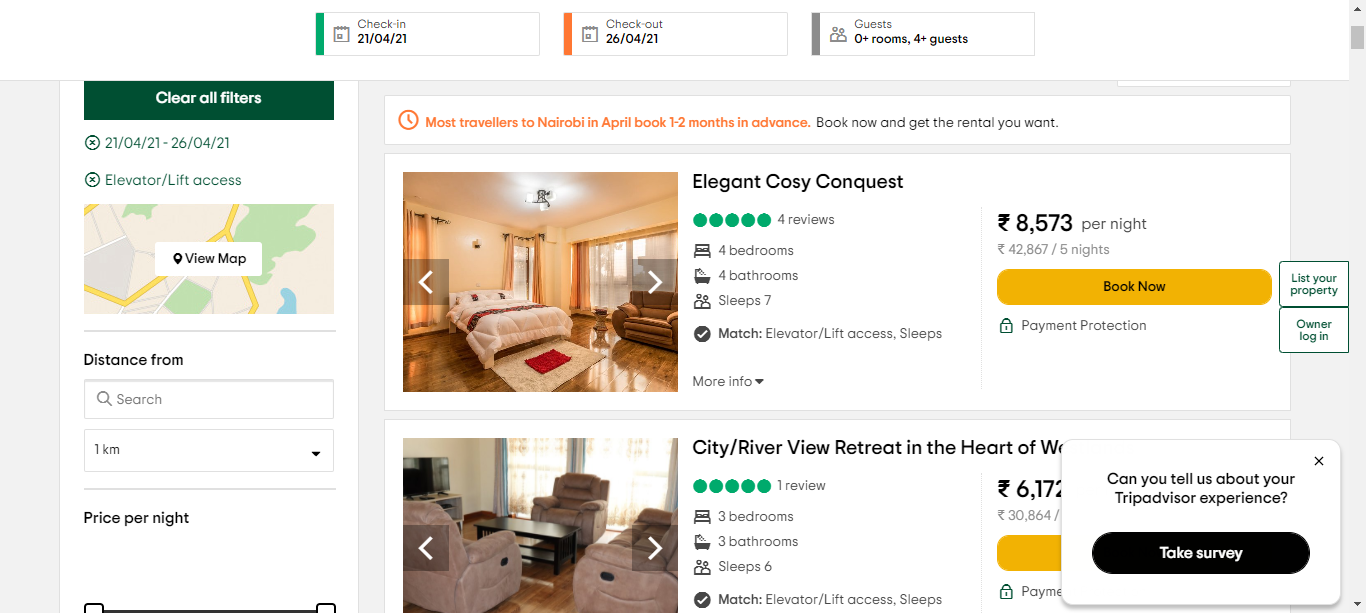 Check-in
21/04/21
Check-out
26/04/21
Guests
0+ rooms, 4+ guests
Clear all filters
21/04/21 - 26/04/21
Elevator/Lift access
View Map
Distance from
Search
1 km
Price per night
Most travellers to Nairobi in April book 1-2 months in advance. Book now and get the rental you want.
Elegant Cosy Conquest
4 reviews
4 bedrooms
4 bathrooms
Sleeps 7
Match: Elevator/Lift access, Sleeps
More info
₹ 8,573 per night
₹ 42,867 / 5 nights
Book Now
Payment Protection
List your
property
Owner
log in
City/River View Retreat in the Heart of
1 review
3 bedrooms
3 bathrooms
Sleeps 6
Match: Elevator/Lift access, Sleeps
₹ 6,172
₹ 30,864 /
Can you tell us about your
Tripadvisor experience?
Take survey